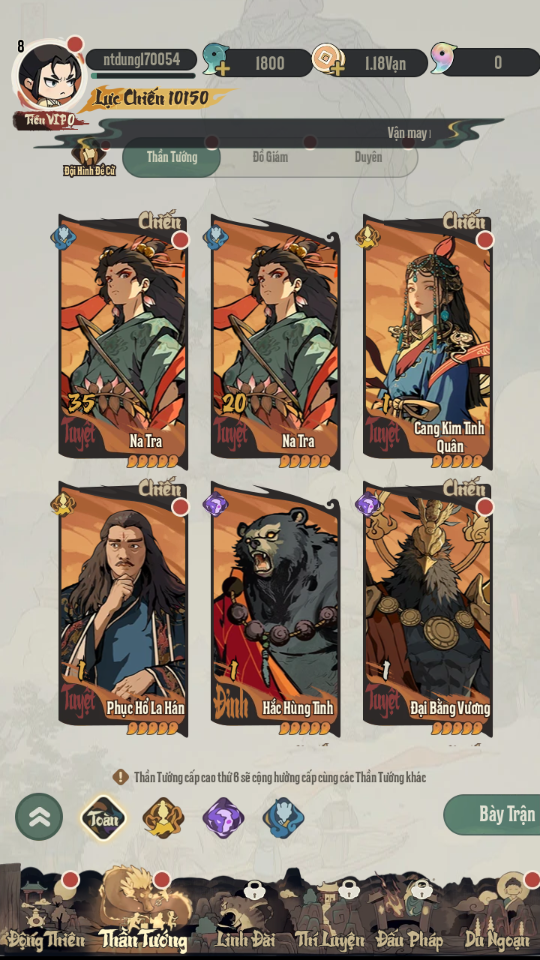 8
ntdung170054
1800
1.18Vạn
0
Lực Chiến 10150
Tiên VIP 0
Vận may
Đội Hình Đề Cử
Thần Tướng
Đồ Giám
Duyên
Chiến
35
Tuyệt
Na Tra
20
Tuyệt
Na Tra
Chiến
1
Tuyệt
Cang Kim Tinh
Quân
Chiến
1
Tuyệt
Phục Hổ La Hán
1
Đỉnh
Hắc Hùng Tinh
Chiến
1
Tuyệt
Đại Bằng Vương
Thần Tướng cấp cao thứ 6 sẽ cộng hưởng cấp cùng các Thần Tướng khác
Toàn
Bày Trận
Động Thiên
Thần Tướng
Linh Đài
Thí Luyện
Đấu Pháp
Du Ngoạn